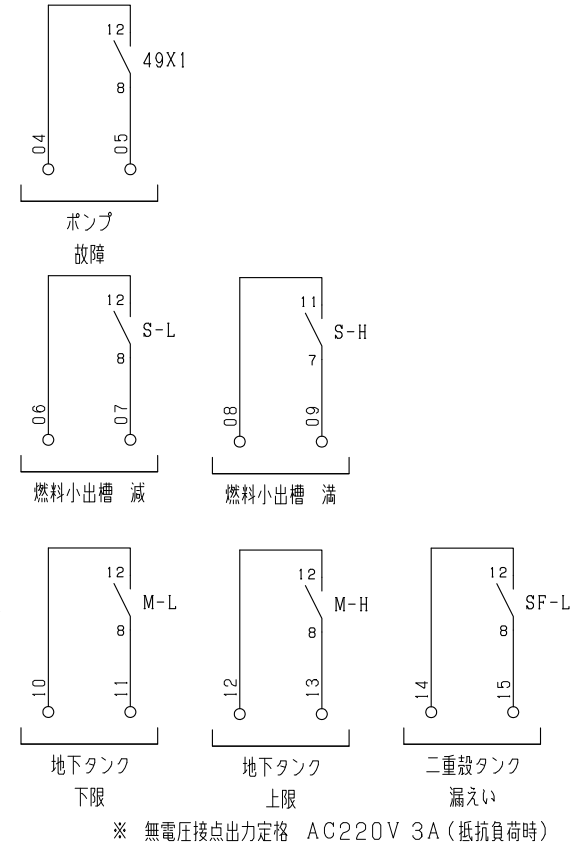 12
49X1
8
04
05
ポンプ
故障
12
S-L
8
06
07
燃料小出槽 減
11
S-H
7
08
09
燃料小出槽 満
12
M-L
8
10
11
地下タンク
下限
12
M-H
8
12
13
地下タンク
上限
12
SF-L
8
14
15
二重殻タンク
漏えい
※ 無電圧接点出力定格 AC220V 3A(抵抗負荷時)